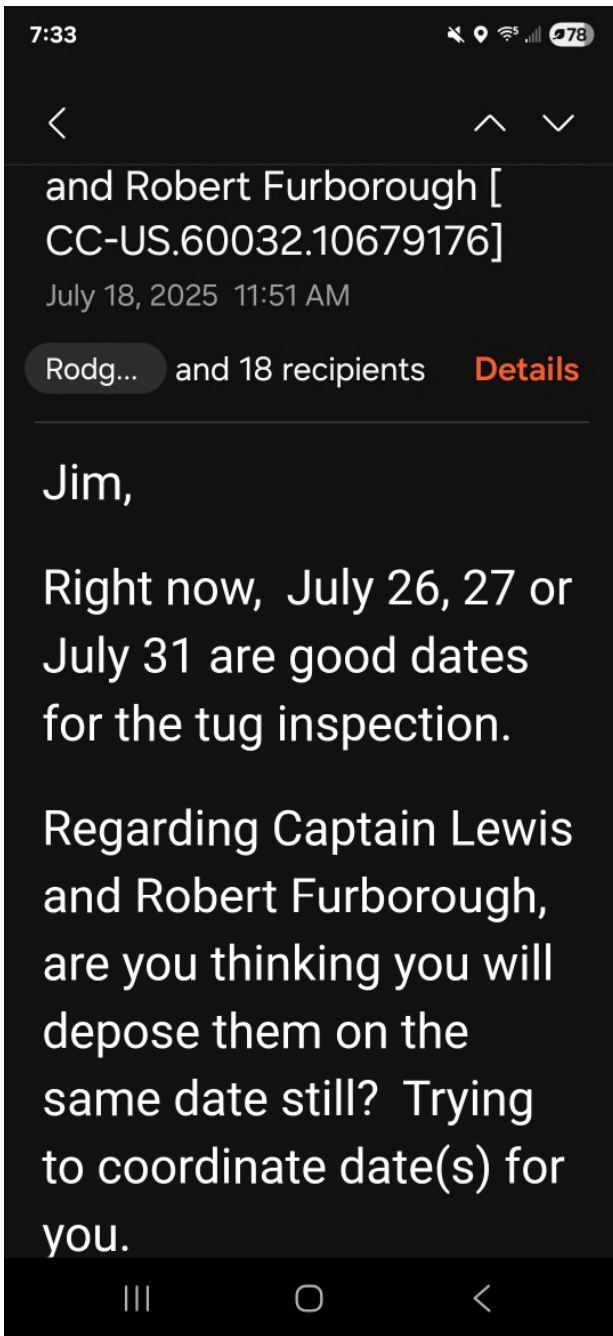 7:33
78
and Robert Furborough [
CC-US.60032.10679176]
July 18, 2025 11:51 AM
Rodg... and 18 recipients Details
Jim,
Right now, July 26, 27 or
July 31 are good dates
for the tug inspection.
Regarding Captain Lewis
and Robert Furborough,
are you thinking you will
depose them on the
same date still? Trying
to coordinate date(s) for
you.